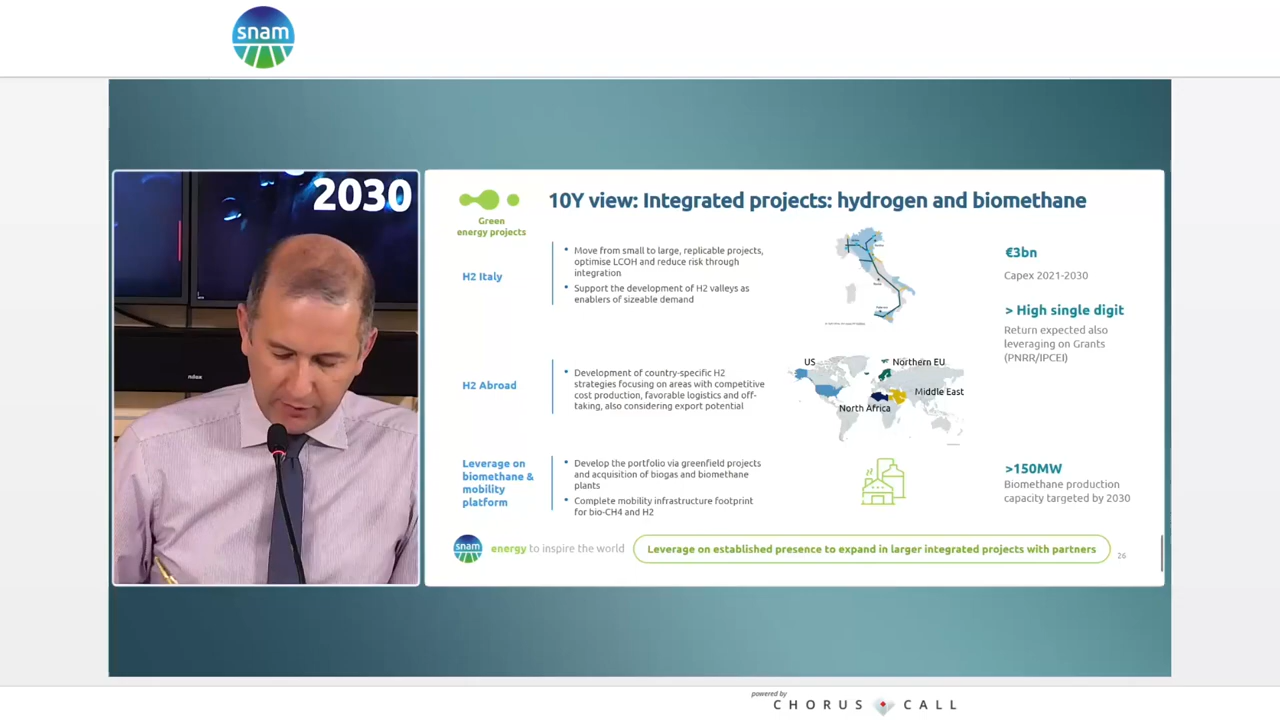 snam
2030
ndux
Green
energy projects
10Y view: Integrated projects: hydrogen and biomethane
H2 Italy
• Move from small to large, replicable projects,
optimise LCOH and reduce risk through
integration
• Support the development of H2 valleys as
enablers of sizeable demand
€3bn
Capex 2021-2030
> High single digit
Return expected also
leveraging on Grants
(PNRR/IPCEI)
H2 Abroad
• Development of country-specific H2
strategies focusing on areas with competitive
cost production, favorable logistics and off-
taking, also considering export potential
US
Northern EU
Middle East
North Africa
Leverage on
biomethane &
mobility
platform
• Develop the portfolio via greenfield projects
and acquisition of biogas and biomethane
plants
• Complete mobility infrastructure footprint
for bio-CH4 and H2
>150MW
Biomethane production
capacity targeted by 2030
snam
energy to inspire the world
Leverage on established presence to expand in larger integrated projects with partners
26
powered by
CHORUS CALL